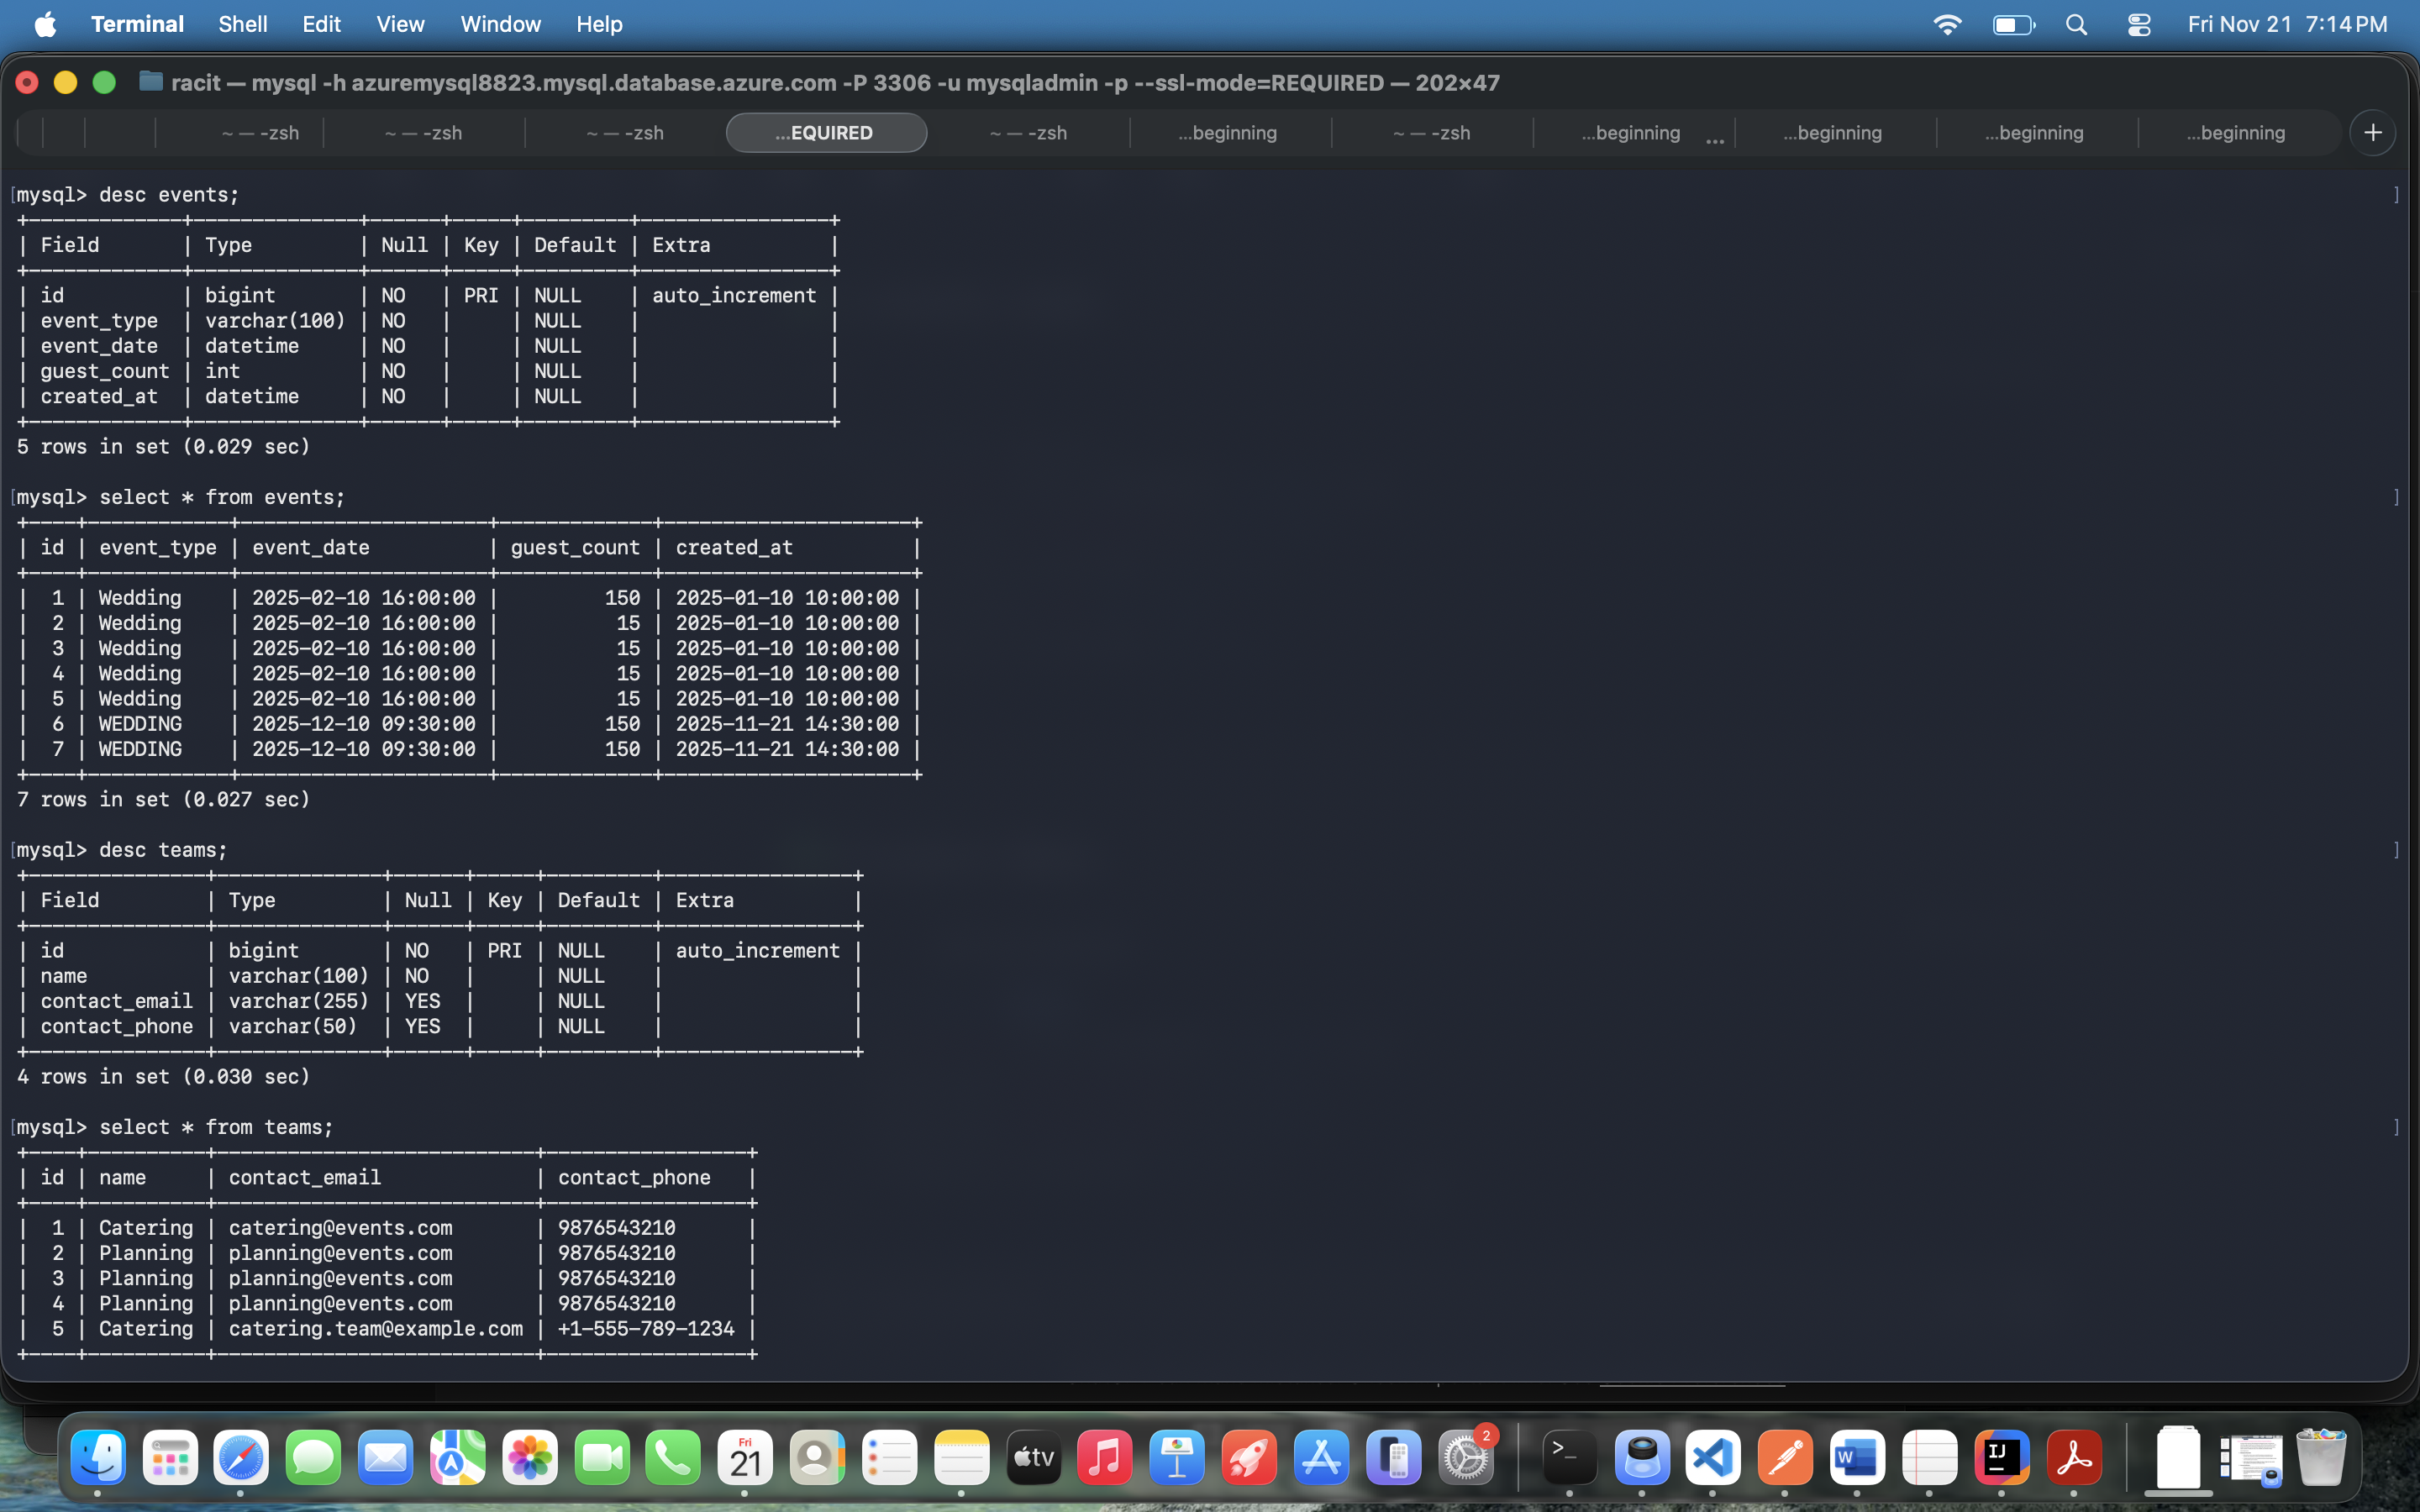 Terminal Shell Edit View Window Help Fri Nov 21 7:14 PM
racit — mysql -h azuremysql8823.mysql.database.azure.com -P 3306 -u mysqladmin -p --ssl-mode=REQUIRED — 202×47
~ — -zsh ~ — -zsh ~ — -zsh ...EQUIRED ~ — -zsh ...beginning ~ — -zsh ...beginning ... ...beginning ...beginning ...beginning +
[mysql> desc events; ]
+-------------+--------------+------+-----+---------+----------------+
| Field       | Type         | Null | Key | Default | Extra          |
+-------------+--------------+------+-----+---------+----------------+
| id          | bigint       | NO   | PRI | NULL    | auto_increment |
| event_type  | varchar(100) | NO   |     | NULL    |                |
| event_date  | datetime     | NO   |     | NULL    |                |
| guest_count | int          | NO   |     | NULL    |                |
| created_at  | datetime     | NO   |     | NULL    |                |
+-------------+--------------+------+-----+---------+----------------+
5 rows in set (0.029 sec)
[mysql> select * from events; ]
+----+------------+---------------------+-------------+---------------------+
| id | event_type | event_date          | guest_count | created_at          |
+----+------------+---------------------+-------------+---------------------+
|  1 | Wedding    | 2025-02-10 16:00:00 |         150 | 2025-01-10 10:00:00 |
|  2 | Wedding    | 2025-02-10 16:00:00 |          15 | 2025-01-10 10:00:00 |
|  3 | Wedding    | 2025-02-10 16:00:00 |          15 | 2025-01-10 10:00:00 |
|  4 | Wedding    | 2025-02-10 16:00:00 |          15 | 2025-01-10 10:00:00 |
|  5 | Wedding    | 2025-02-10 16:00:00 |          15 | 2025-01-10 10:00:00 |
|  6 | WEDDING    | 2025-12-10 09:30:00 |         150 | 2025-11-21 14:30:00 |
|  7 | WEDDING    | 2025-12-10 09:30:00 |         150 | 2025-11-21 14:30:00 |
+----+------------+---------------------+-------------+---------------------+
7 rows in set (0.027 sec)
[mysql> desc teams; ]
+---------------+--------------+------+-----+---------+----------------+
| Field         | Type         | Null | Key | Default | Extra          |
+---------------+--------------+------+-----+---------+----------------+
| id            | bigint       | NO   | PRI | NULL    | auto_increment |
| name          | varchar(100) | NO   |     | NULL    |                |
| contact_email | varchar(255) | YES  |     | NULL    |                |
| contact_phone | varchar(50)  | YES  |     | NULL    |                |
+---------------+--------------+------+-----+---------+----------------+
4 rows in set (0.030 sec)
[mysql> select * from teams; ]
+----+----------+---------------------------+-----------------+
| id | name     | contact_email             | contact_phone   |
+----+----------+---------------------------+-----------------+
|  1 | Catering | catering@events.com       | 9876543210      |
|  2 | Planning | planning@events.com       | 9876543210      |
|  3 | Planning | planning@events.com       | 9876543210      |
|  4 | Planning | planning@events.com       | 9876543210      |
|  5 | Catering | catering.team@example.com | +1-555-789-1234 |
+----+----------+---------------------------+-----------------+
Fri
21
tv
2
>_
W
IJ